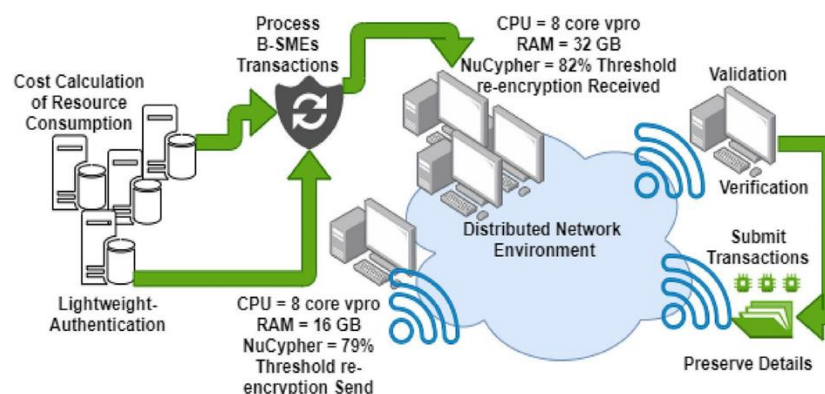 Process
B-SMEs
Transactions
CPU = 8 core vpro
RAM = 32 GB
NuCypher = 82% Threshold
re-encryption Received
Cost Calculation
of Resource
Consumption
Validation
Verification
Distributed Network
Environment
Submit
Transactions
Lightweight-
Authentication
CPU = 8 core vpro
RAM = 16 GB
NuCypher = 79%
Threshold re-
encryption Send
Preserve Details